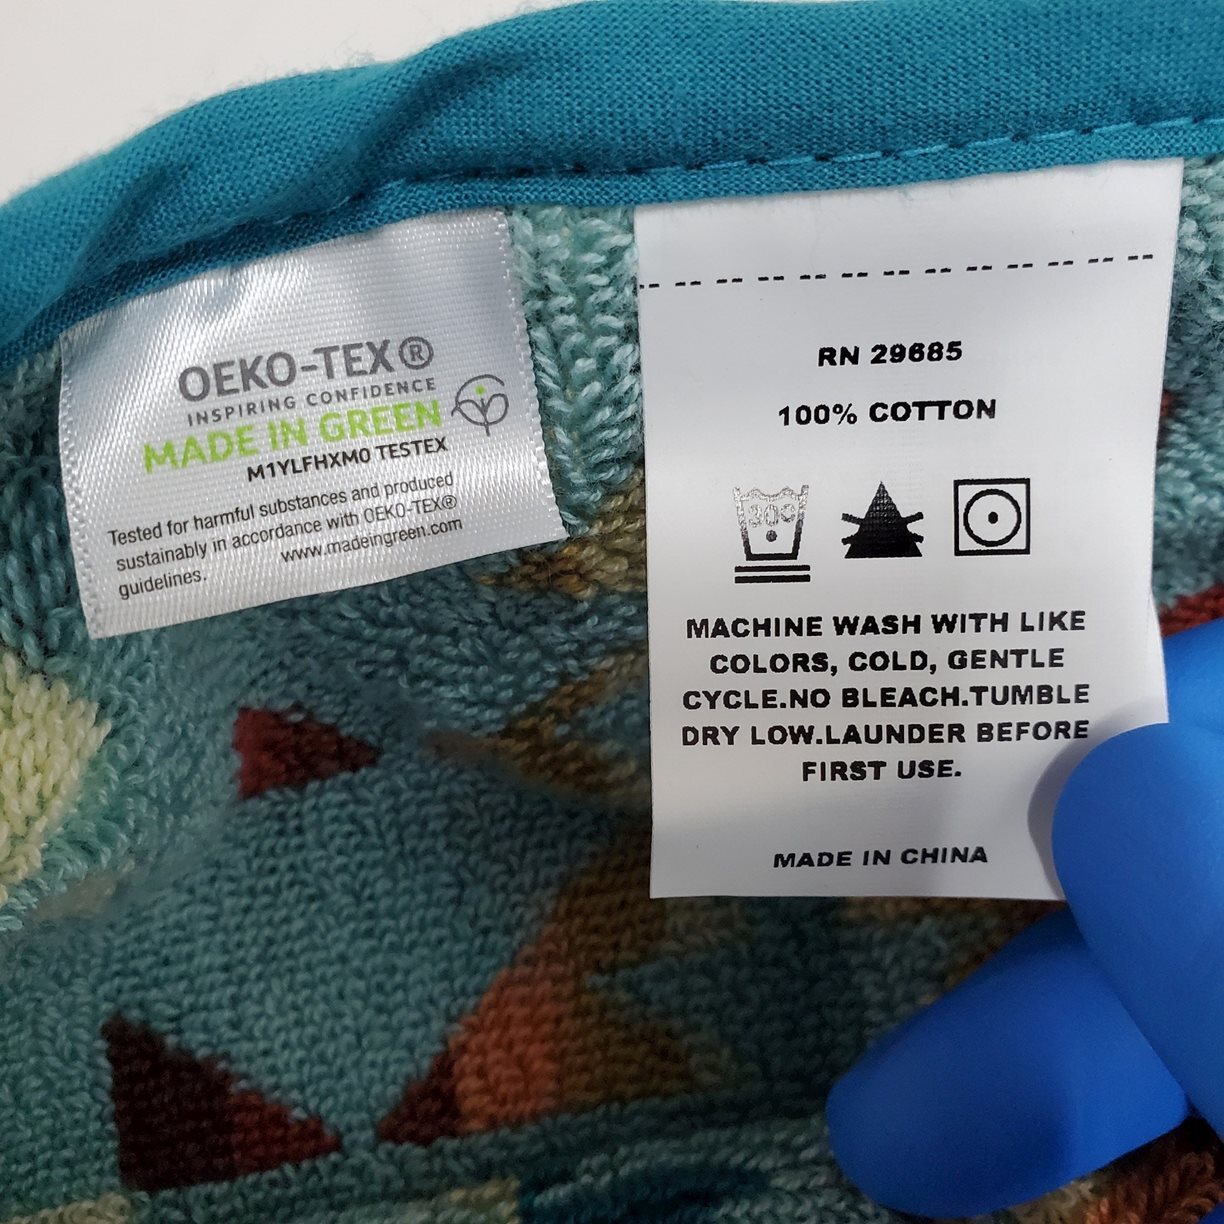 OEKO-TEX®
INSPIRING CONFIDENCE
MADE IN GREEN
M1YLFHXM0 TESTEX
Tested for harmful substances and produced
sustainably in accordance with OEKO-TEX®
guidelines. www.madeingreen.com
RN 29685
100% COTTON
30°
MACHINE WASH WITH LIKE
COLORS, COLD, GENTLE
CYCLE.NO BLEACH.TUMBLE
DRY LOW.LAUNDER BEFORE
FIRST USE.
MADE IN CHINA